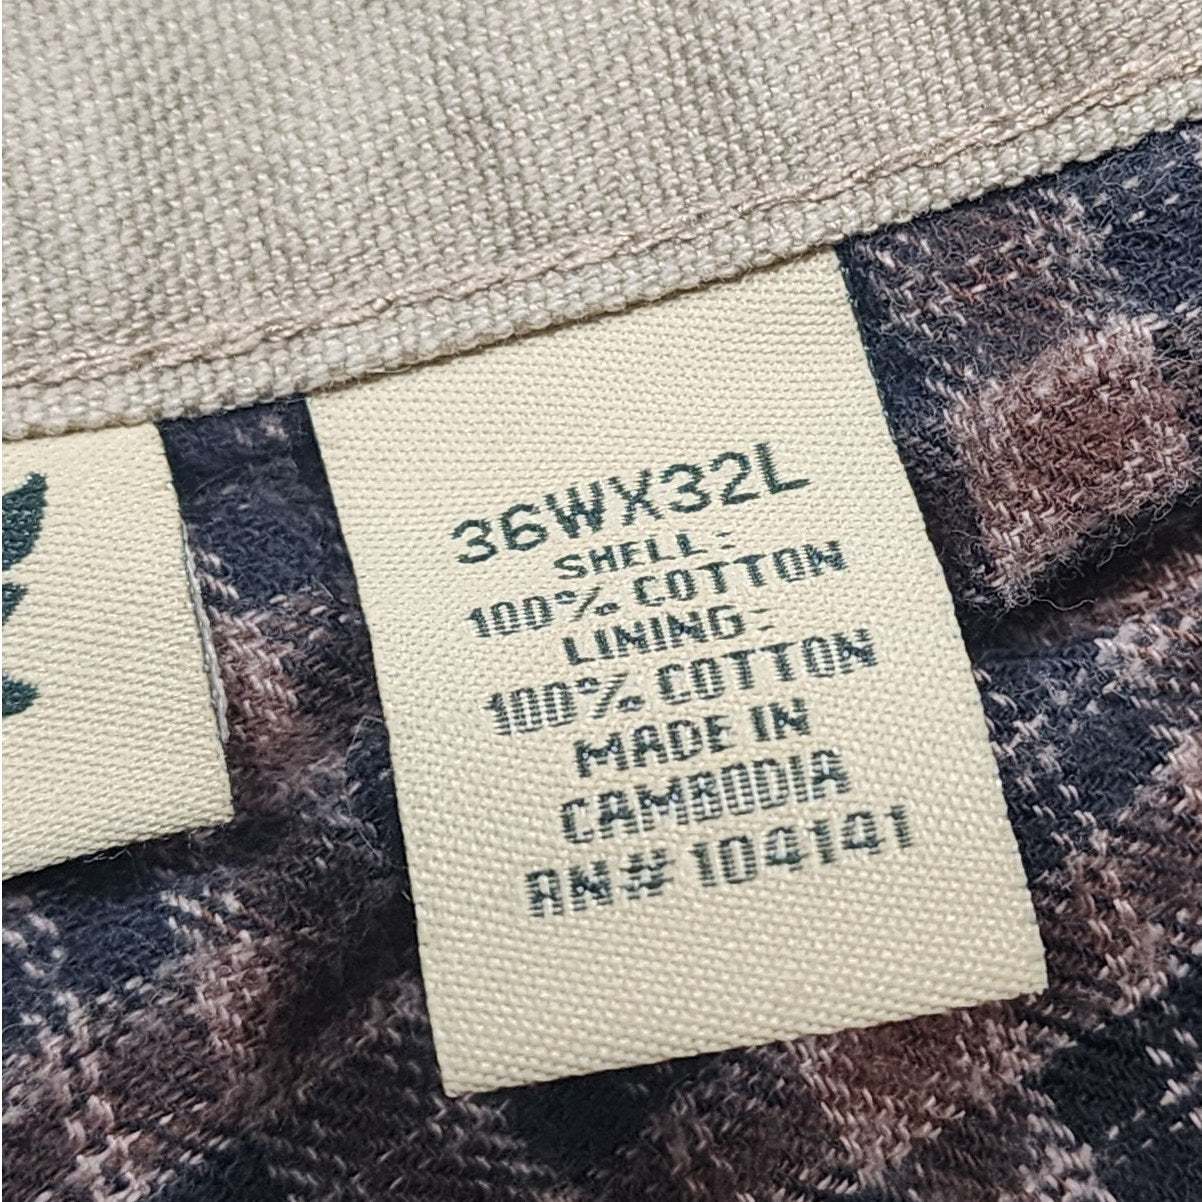 36WX32L
SHELL:
100% COTTON
LINING:
100% COTTON
MADE IN
CAMBODIA
RN# 104141